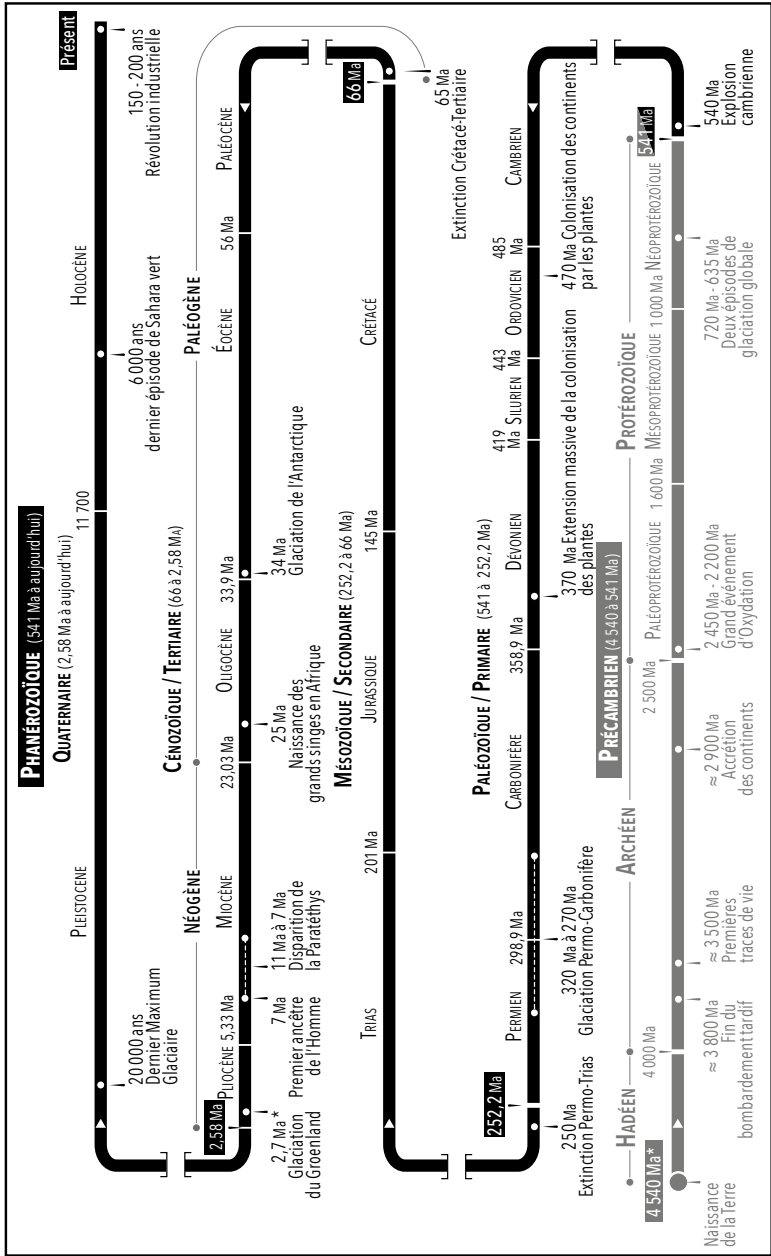 PHANÉROZOÏQUE (541 Ma à aujourd'hui)
QUATERNAIRE (2,58 Ma à aujourd'hui)
PLEISTOCENE
11 700
HOLOCÈNE
Présent
20 000 ans
Dernier Maximum
Glaciaire
6 000 ans
dernier épisode de Sahara vert
150 - 200 ans
Révolution industrielle
CÉNOZOÏQUE / TERTIAIRE (66 à 2,58 MA)
NÉOGÈNE
PALÉOGÈNE
2,58 Ma
PLIOCÈNE
5,33 Ma
MIOCÈNE
23,03 Ma
OLIGOCÈNE
33,9 Ma
ÉOCÈNE
56 Ma
PALÉOCÈNE
2,7 Ma*
Glaciation
du Groenland
7 Ma
Premier ancêtre
de l'Homme
11 Ma à 7 Ma
Disparition de
la Paratéthys
25 Ma
Naissance des
grands singes en Afrique
34 Ma
Glaciation de l'Antarctique
MÉSOZOÏQUE / SECONDAIRE (252,2 à 66 Ma)
TRIAS
201 Ma
JURASSIQUE
145 Ma
CRÉTACÉ
66 Ma
65 Ma
Extinction Crétacé-Tertiaire
PALÉOZOÏQUE / PRIMAIRE (541 à 252,2 Ma)
252,2 Ma
PERMIEN
298,9 Ma
CARBONIFÈRE
358,9 Ma
DÉVONIEN
419
Ma
SILURIEN
443
Ma
ORDOVICIEN
485
Ma
CAMBRIEN
250 Ma
Extinction Permo-Trias
320 Ma à 270 Ma
Glaciation Permo-Carbonifère
370 Ma Extension massive de la colonisation
des plantes
470 Ma Colonisation des continents
par les plantes
PRÉCAMBRIEN (4 540 à 541 Ma)
HADÉEN
ARCHÉEN
PROTÉROZOÏQUE
4 540 Ma*
4 000 Ma
2 500 Ma
PALÉOPROTÉROZOÏQUE
1 600 Ma
MÉSOPROTÉROZOÏQUE
1 000 Ma
NÉOPROTÉROZOÏQUE
541 Ma
Naissance
de la Terre
≈ 3 800 Ma
Fin du
bombardement tardif
≈ 3 500 Ma
Premières
traces de vie
≈ 2 900 Ma
Accrétion
des continents
2 450 Ma - 2 200 Ma
Grand événement
d'Oxydation
720 Ma - 635 Ma
Deux épisodes de
glaciation globale
540 Ma
Explosion
cambrienne